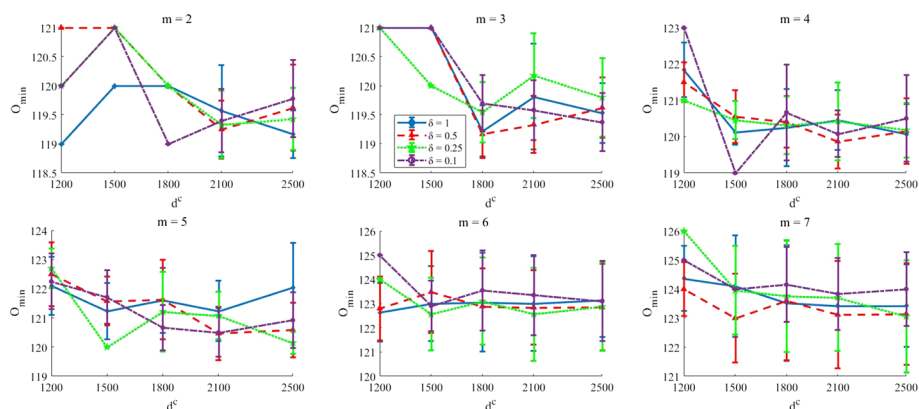 m = 2
121
120.5
120
119.5
119
118.5
O_min
1200 1500 1800 2100 2500
d^c
m = 3
121
120.5
120
119.5
119
118.5
O_min
δ = 1
δ = 0.5
δ = 0.25
δ = 0.1
1200 1500 1800 2100 2500
d^c
m = 4
123
122
121
120
119
118
O_min
1200 1500 1800 2100 2500
d^c
m = 5
124
123
122
121
120
119
O_min
1200 1500 1800 2100 2500
d^c
m = 6
126
125
124
123
122
121
120
O_min
1200 1500 1800 2100 2500
d^c
m = 7
126
125
124
123
122
121
O_min
1200 1500 1800 2100 2500
d^c